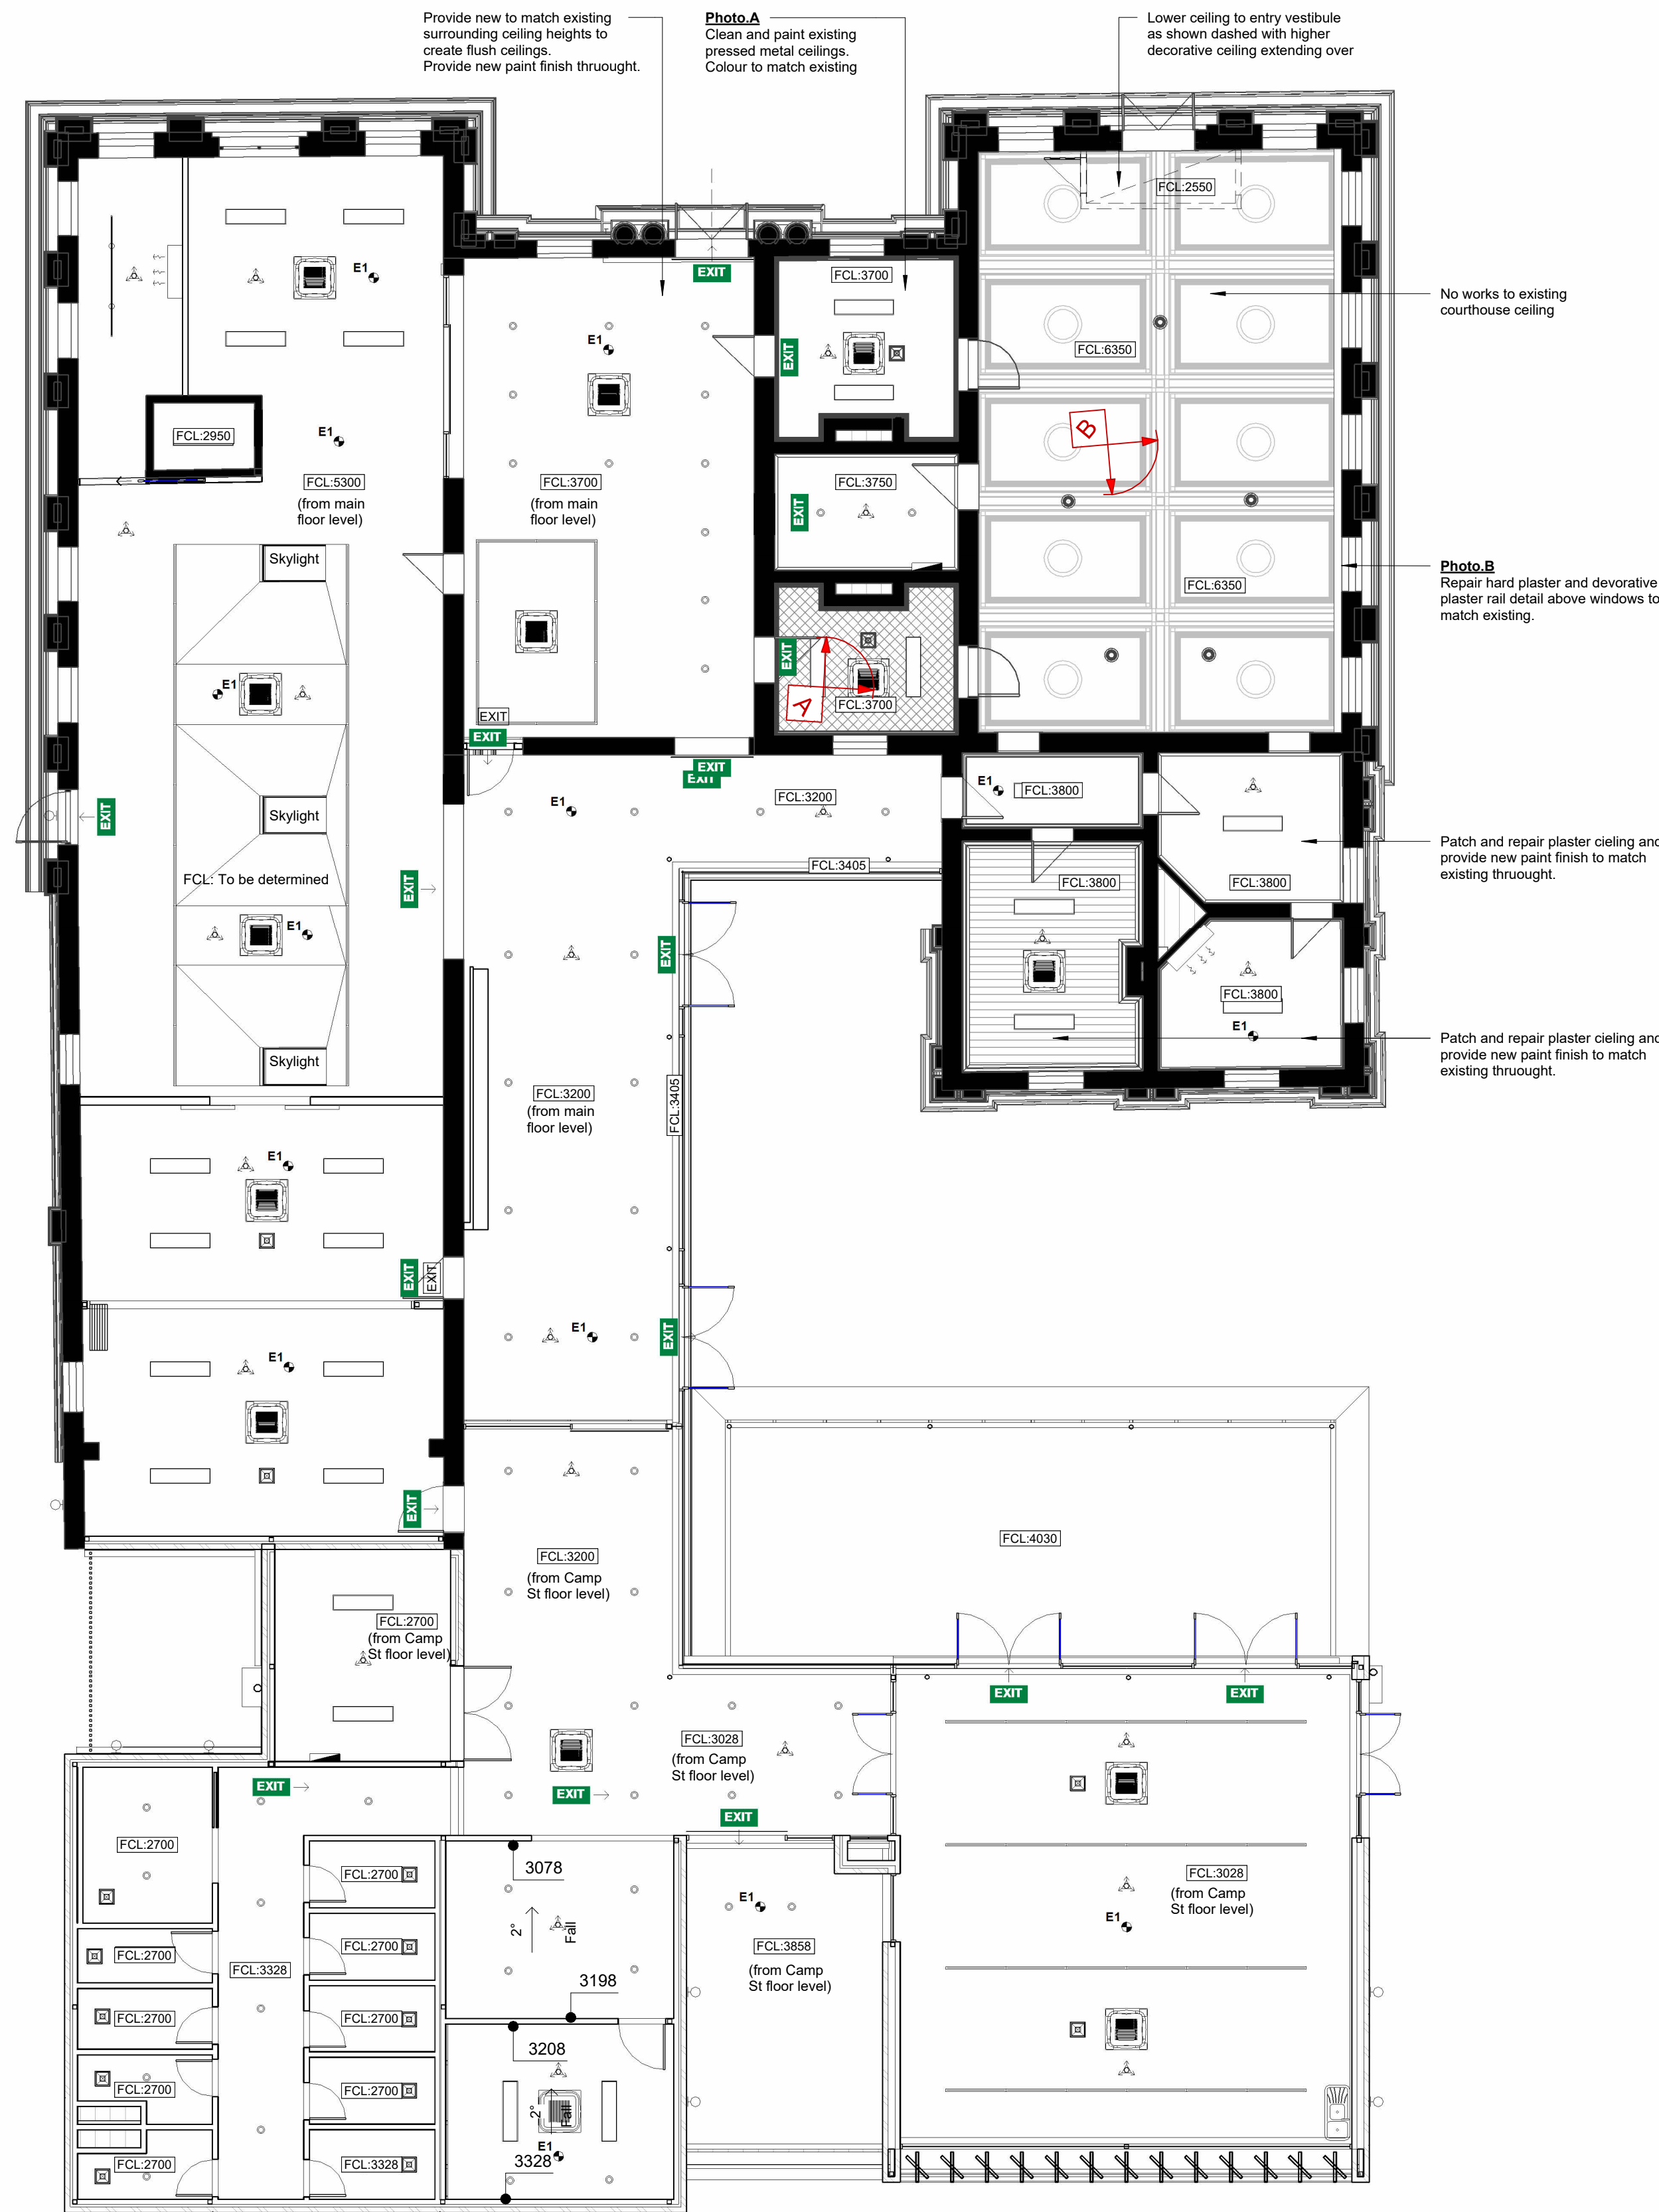 Provide new to match existing
surrounding ceiling heights to
create flush ceilings.
Provide new paint finish thruought.
Photo.A
Clean and paint existing
pressed metal ceilings.
Colour to match existing
Lower ceiling to entry vestibule
as shown dashed with higher
decorative ceiling extending over
FCL:2550
E1
EXIT
FCL:3700
No works to existing
courthouse ceiling
E1
EXIT
FCL:6350
FCL:2950
E1
B
FCL:5300
(from main
floor level)
FCL:3700
(from main
floor level)
FCL:3750
EXIT
Skylight
Photo.B
Repair hard plaster and devorative
plaster rail detail above windows to
match existing.
FCL:6350
E1
EXIT
A
FCL:3700
EXIT
EXIT
EXIT
EXIT
E1
FCL:3800
E1
FCL:3200
Skylight
EXIT
Patch and repair plaster cieling and
provide new paint finish to match
existing thruought.
FCL:3405
FCL: To be determined
EXIT
FCL:3800
FCL:3800
E1
EXIT
FCL:3800
E1
Patch and repair plaster cieling and
provide new paint finish to match
existing thruought.
Skylight
FCL:3200
(from main
floor level)
FCL:3405
E1
EXIT
EXIT
E1
EXIT
E1
EXIT
FCL:4030
FCL:3200
(from Camp
St floor level)
FCL:2700
(from Camp
St floor level)
EXIT
EXIT
FCL:3028
(from Camp
St floor level)
EXIT
EXIT
EXIT
FCL:2700
3078
FCL:2700
FCL:3028
(from Camp
St floor level)
E1
E1
2°
Fall
FCL:2700
FCL:2700
FCL:3858
(from Camp
St floor level)
FCL:3328
3198
FCL:2700
FCL:2700
3208
FCL:2700
FCL:2700
2°
Fall
E1
3328
FCL:2700
FCL:3328